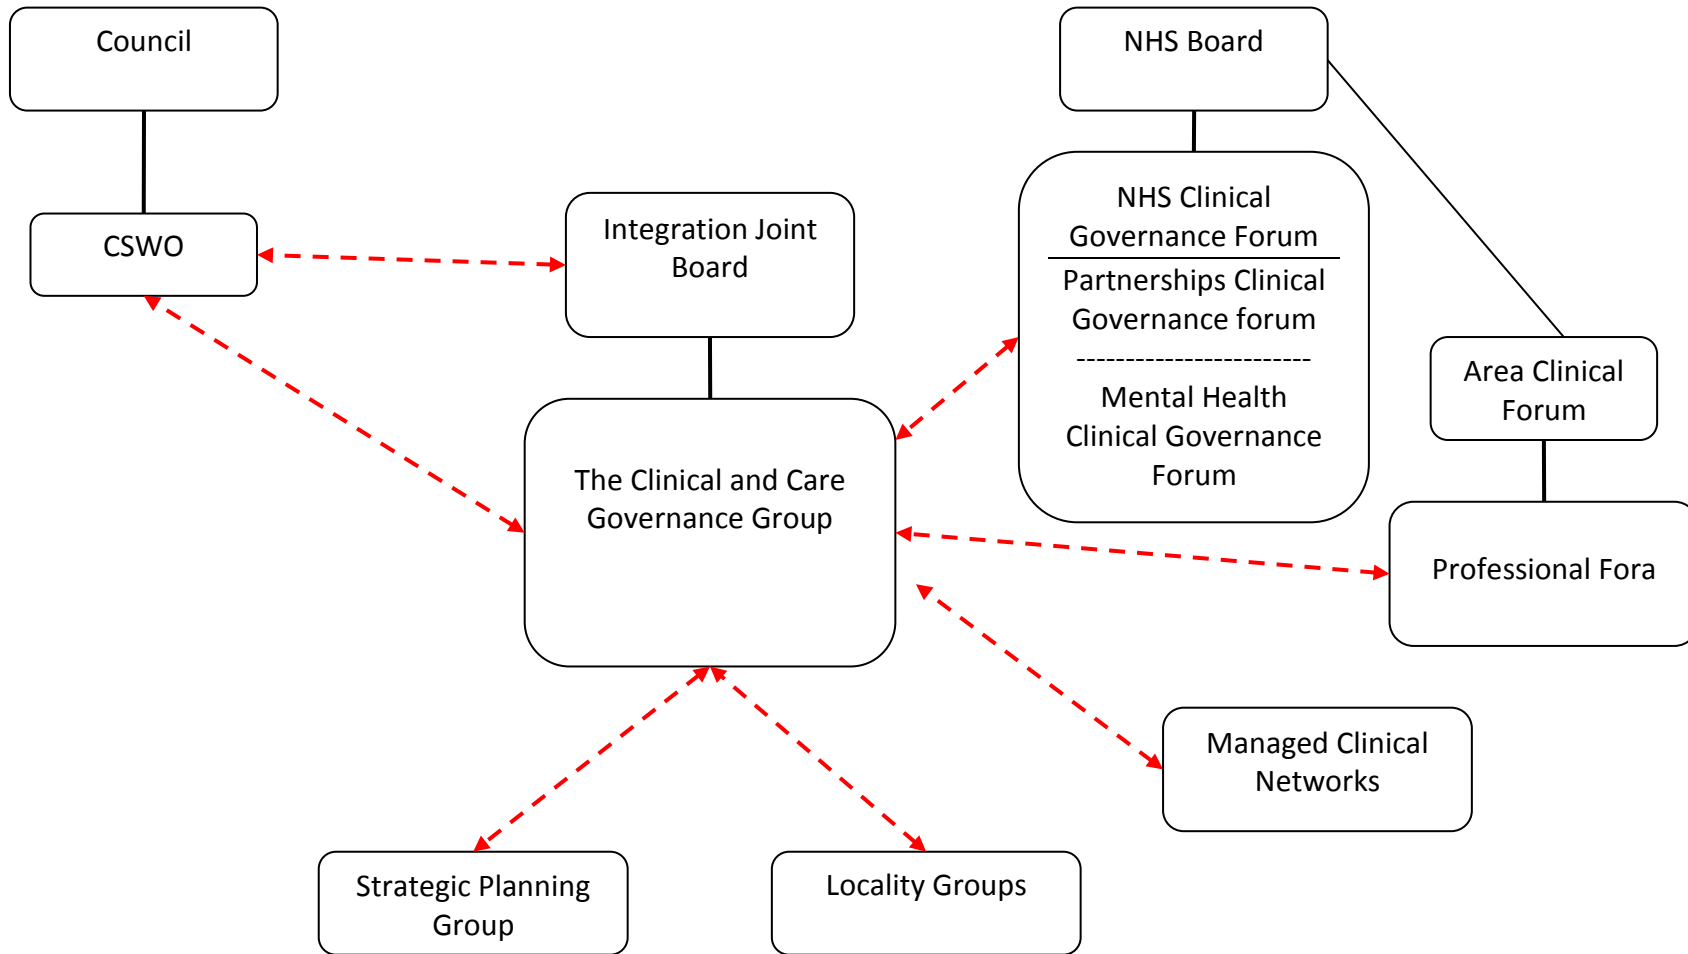 Council
NHS Board
CSWO
Integration Joint
Board
NHS Clinical
Governance Forum
Partnerships Clinical
Governance forum
------------------------
Mental Health
Clinical Governance
Forum
Area Clinical
Forum
The Clinical and Care
Governance Group
Professional Fora
Managed Clinical
Networks
Strategic Planning
Group
Locality Groups